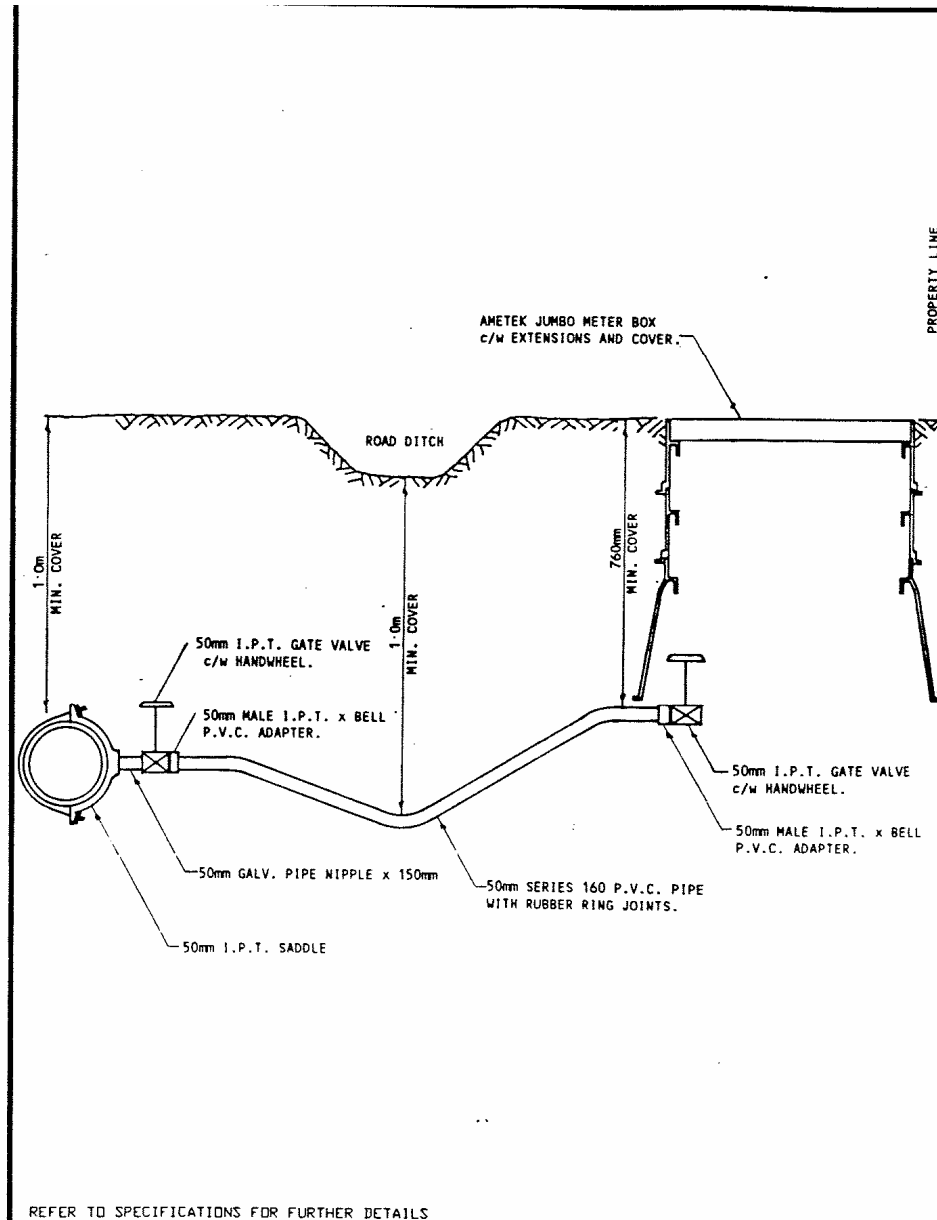 PROPERTY LINE
AMETEK JUMBO METER BOX
c/w EXTENSIONS AND COVER.
ROAD DITCH
1.0m
MIN. COVER
1.0m
MIN. COVER
760mm
MIN. COVER
50mm I.P.T. GATE VALVE
c/w HANDWHEEL.
50mm MALE I.P.T. x BELL
P.V.C. ADAPTER.
50mm I.P.T. GATE VALVE
c/w HANDWHEEL.
50mm MALE I.P.T. x BELL
P.V.C. ADAPTER.
50mm GALV. PIPE NIPPLE x 150mm
50mm SERIES 160 P.V.C. PIPE
WITH RUBBER RING JOINTS.
50mm I.P.T. SADDLE
REFER TO SPECIFICATIONS FOR FURTHER DETAILS